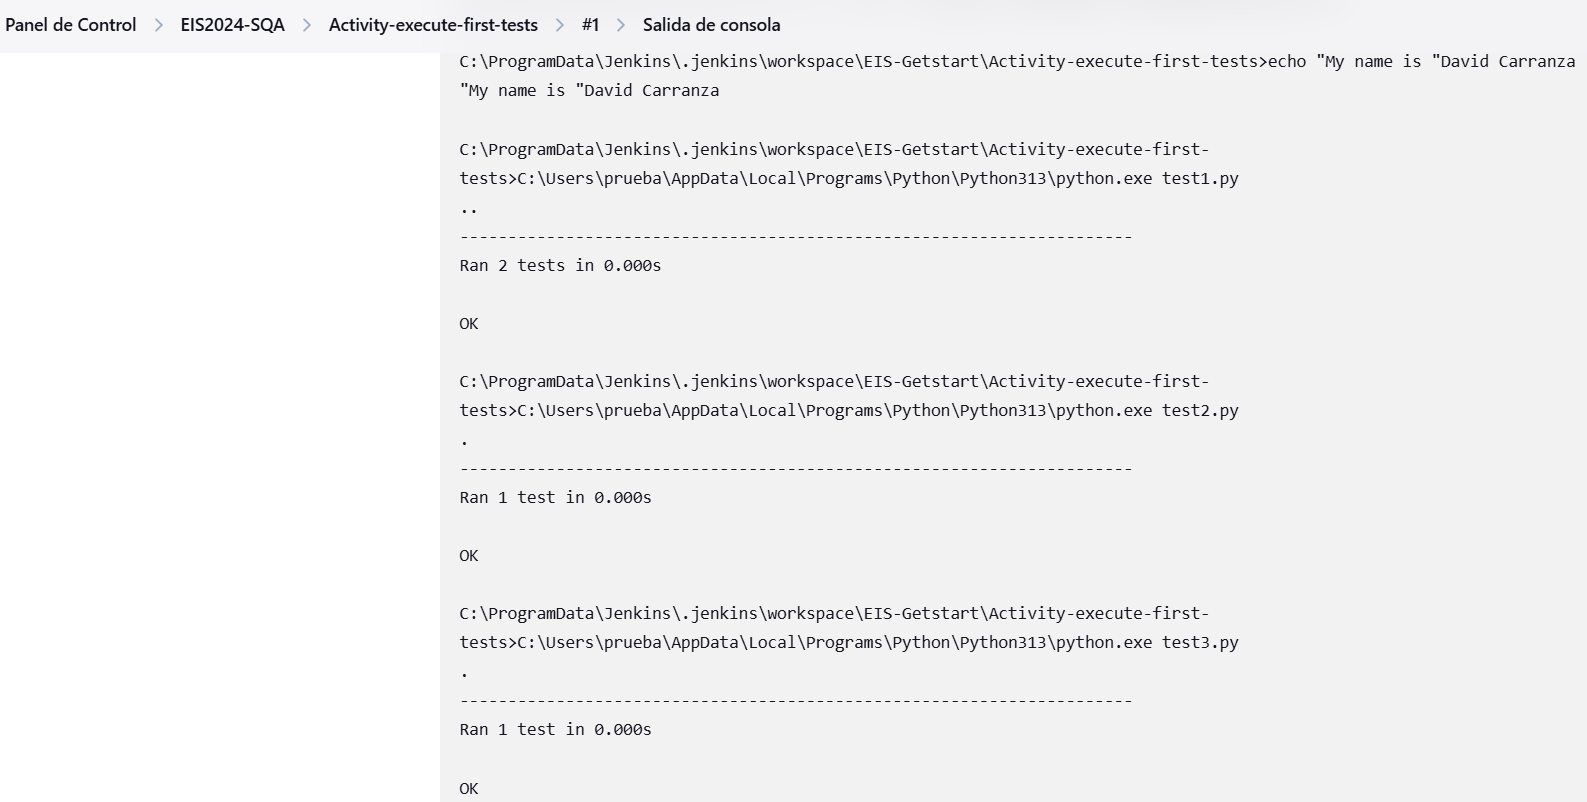 Panel de Control > EIS2024-SQA > Activity-execute-first-tests > #1 > Salida de consola
C:\ProgramData\Jenkins\.jenkins\workspace\EIS-Getstart\Activity-execute-first-tests>echo "My name is "David Carranza
"My name is "David Carranza
C:\ProgramData\Jenkins\.jenkins\workspace\EIS-Getstart\Activity-execute-first-
tests>C:\Users\prueba\AppData\Local\Programs\Python\Python313\python.exe test1.py
..
----------------------------------------------------------------------
Ran 2 tests in 0.000s
OK
C:\ProgramData\Jenkins\.jenkins\workspace\EIS-Getstart\Activity-execute-first-
tests>C:\Users\prueba\AppData\Local\Programs\Python\Python313\python.exe test2.py
.
----------------------------------------------------------------------
Ran 1 test in 0.000s
OK
C:\ProgramData\Jenkins\.jenkins\workspace\EIS-Getstart\Activity-execute-first-
tests>C:\Users\prueba\AppData\Local\Programs\Python\Python313\python.exe test3.py
.
----------------------------------------------------------------------
Ran 1 test in 0.000s
OK